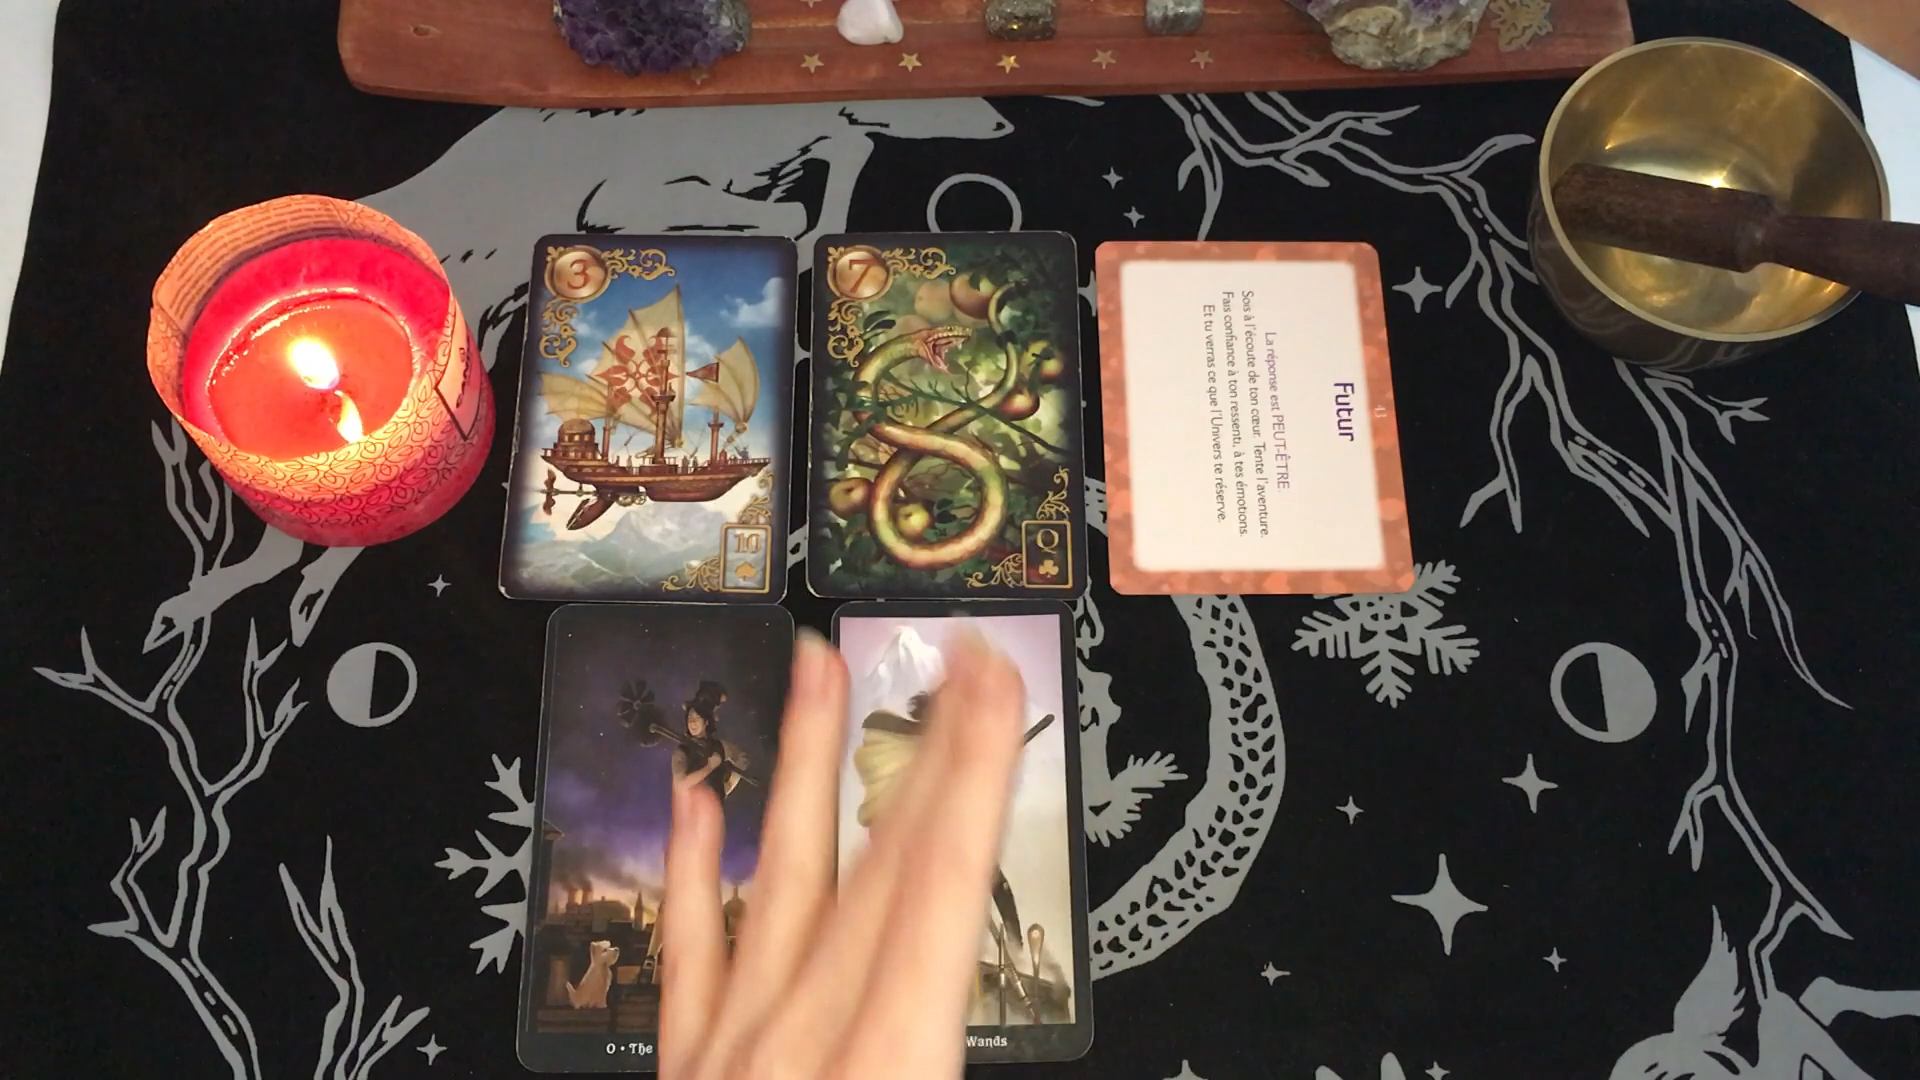 3
10
7
Q
43
Futur
La réponse est PEUT-ÊTRE.
Sois à l'écoute de ton cœur. Tente l'aventure.
Fais confiance à ton ressenti, à tes émotions.
Et tu verras ce que l'Univers te réserve.
0 • The
Wands